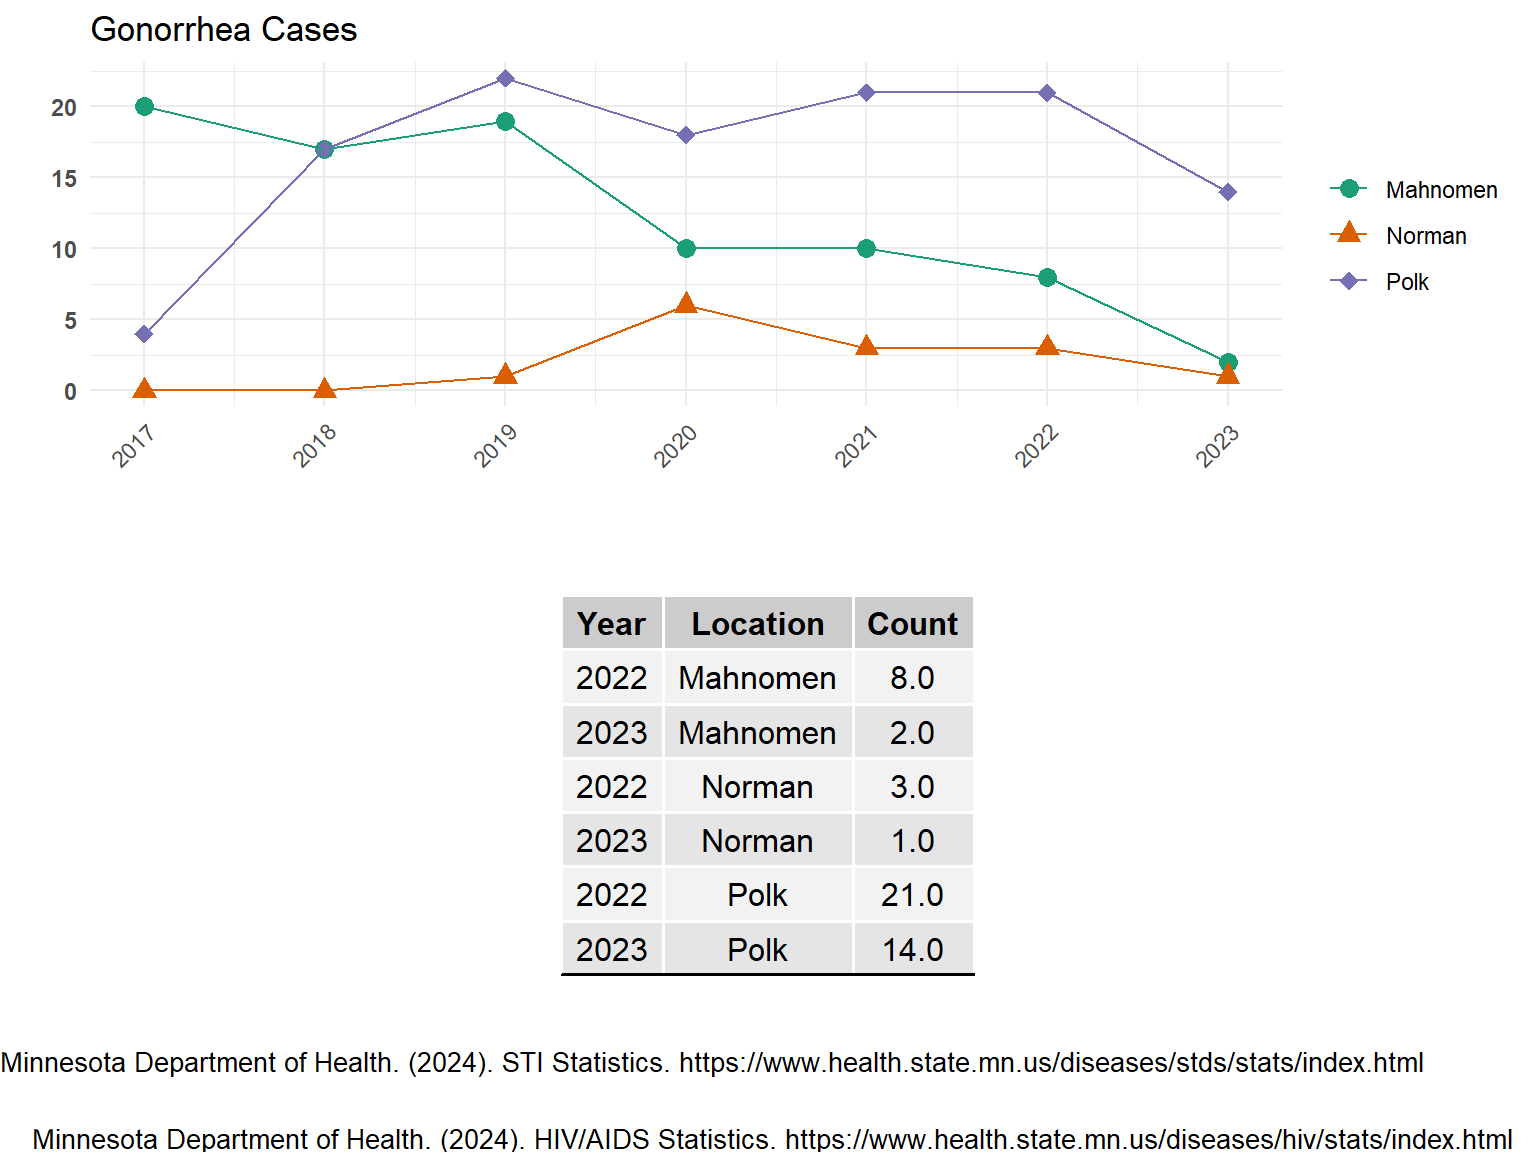 Gonorrhea Cases
20
15
10
5
0
2017 2018 2019 2020 2021 2022 2023
Mahnomen
Norman
Polk
Year Location Count
2022 Mahnomen 8.0
2023 Mahnomen 2.0
2022 Norman 3.0
2023 Norman 1.0
2022 Polk 21.0
2023 Polk 14.0
Minnesota Department of Health. (2024). STI Statistics. https://www.health.state.mn.us/diseases/stds/stats/index.html
Minnesota Department of Health. (2024). HIV/AIDS Statistics. https://www.health.state.mn.us/diseases/hiv/stats/index.html